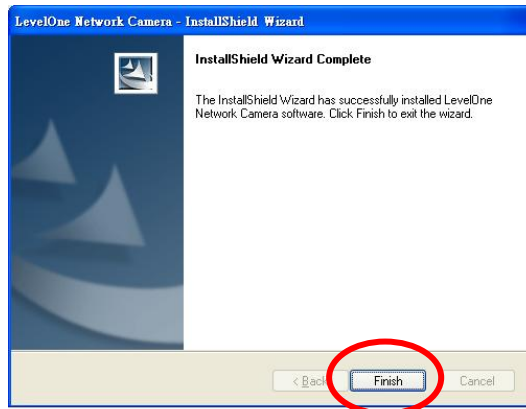 LevelOne Network Camera - InstallShield Wizard
InstallShield Wizard Complete
The InstallShield Wizard has successfully installed LevelOne
Network Camera software. Click Finish to exit the wizard.
< Back
Finish
Cancel